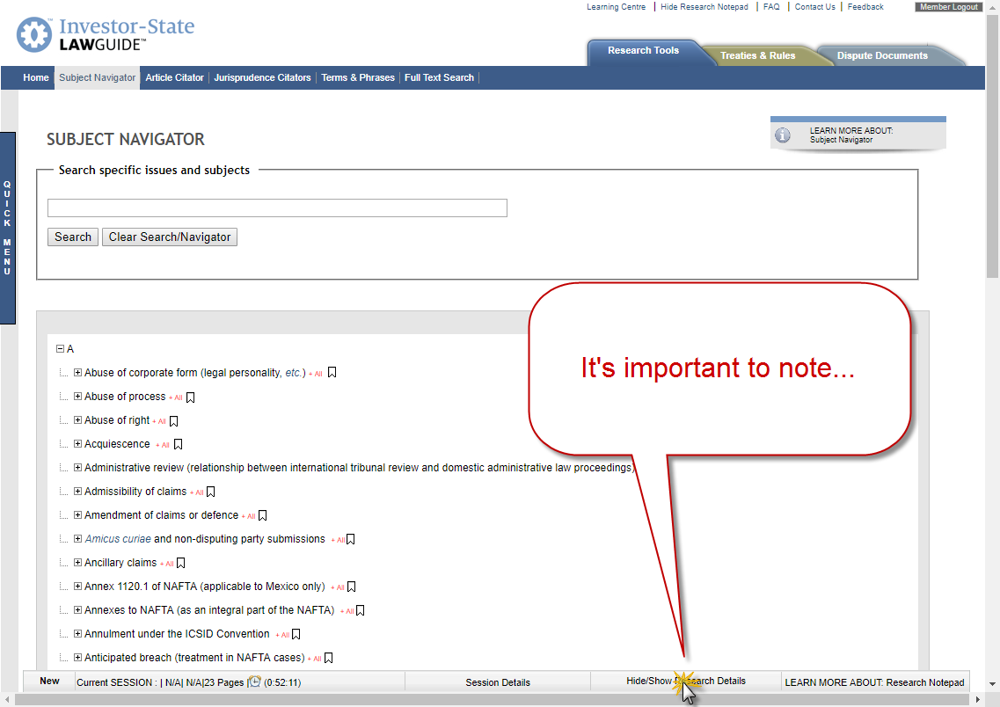 Learning Centre | Hide Research Notepad | FAQ | Contact Us | Feedback
Member Logout
Investor-State
LAWGUIDE™
Research Tools
Treaties & Rules
Dispute Documents
Home | Subject Navigator | Article Citator | Jurisprudence Citators | Terms & Phrases | Full Text Search |
QUICK MENU
SUBJECT NAVIGATOR
LEARN MORE ABOUT:
Subject Navigator
Search specific issues and subjects
Search
Clear Search/Navigator
It's important to note...
A
Abuse of corporate form (legal personality, etc.) + All
Abuse of process + All
Abuse of right + All
Acquiescence + All
Administrative review (relationship between international tribunal review and domestic administrative law proceedings)
Admissibility of claims + All
Amendment of claims or defence + All
Amicus curiae and non-disputing party submissions + All
Ancillary claims + All
Annex 1120.1 of NAFTA (applicable to Mexico only) + All
Annexes to NAFTA (as an integral part of the NAFTA) + All
Annulment under the ICSID Convention + All
Anticipated breach (treatment in NAFTA cases) + All
New
Current SESSION : | N/A| N/A|23 Pages | (0:52:11)
Session Details
Hide/Show Research Details
LEARN MORE ABOUT: Research Notepad